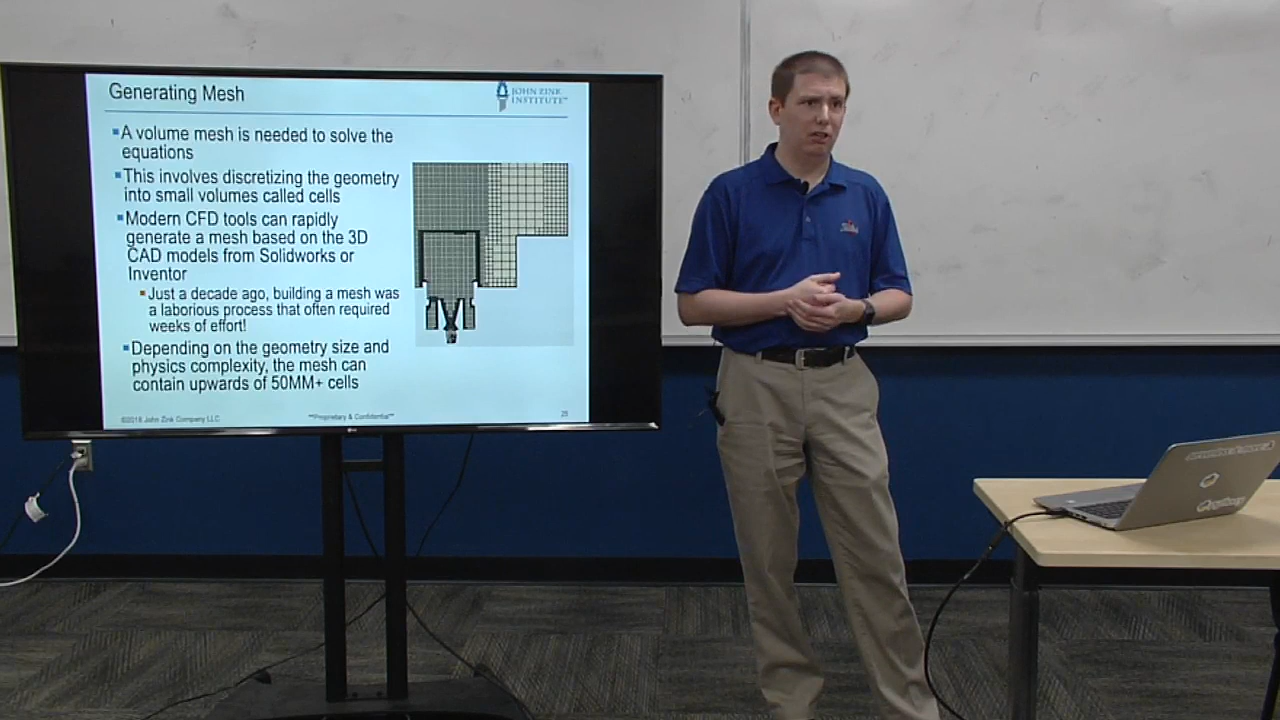 Generating Mesh
JOHN ZINK
INSTITUTE
A volume mesh is needed to solve the
equations
This involves discretizing the geometry
into small volumes called cells
Modern CFD tools can rapidly
generate a mesh based on the 3D
CAD models from Solidworks or
Inventor
Just a decade ago, building a mesh was
a laborious process that often required
weeks of effort!
Depending on the geometry size and
physics complexity, the mesh can
contain upwards of 50MM+ cells
John Zink Company LLC
**Proprietary & Confidential**
LG